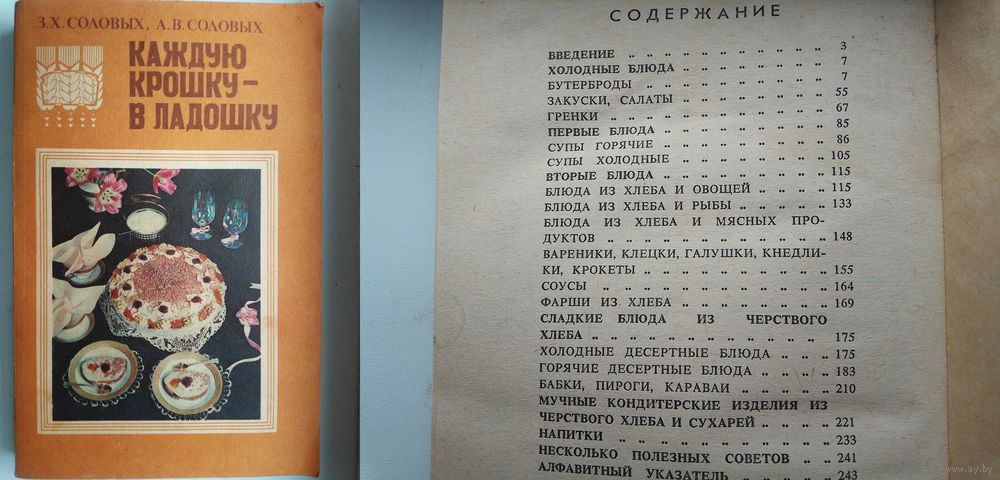 З.Х. СОЛОВЫХ, А.В. СОЛОВЫХ
КАЖДУЮ
КРОШКУ–
В ЛАДОШКУ
СОДЕРЖАНИЕ
ВВЕДЕНИЕ .. .. .. .. .. .. .. .. .. .. 3
ХОЛОДНЫЕ БЛЮДА .. .. .. .. .. .. .. 7
БУТЕРБРОДЫ .. .. .. .. .. .. .. .. .. 7
ЗАКУСКИ, САЛАТЫ .. .. .. .. .. .. .. 55
ГРЕНКИ .. .. .. .. .. .. .. .. .. .. .. 67
ПЕРВЫЕ БЛЮДА .. .. .. .. .. .. .. .. 85
СУПЫ ГОРЯЧИЕ .. .. .. .. .. .. .. .. 86
СУПЫ ХОЛОДНЫЕ .. .. .. .. .. .. .. 105
ВТОРЫЕ БЛЮДА .. .. .. .. .. .. .. .. 115
БЛЮДА ИЗ ХЛЕБА И ОВОЩЕЙ .. .. .. 115
БЛЮДА ИЗ ХЛЕБА И РЫБЫ .. .. .. .. 133
БЛЮДА ИЗ ХЛЕБА И МЯСНЫХ ПРО-
ДУКТОВ .. .. .. .. .. .. .. .. .. .. .. 148
ВАРЕНИКИ, КЛЕЦКИ, ГАЛУШКИ, КНЕДЛИ-
КИ, КРОКЕТЫ .. .. .. .. .. .. .. .. .. 155
СОУСЫ .. .. .. .. .. .. .. .. .. .. .. 164
ФАРШИ ИЗ ХЛЕБА .. .. .. .. .. .. .. 169
СЛАДКИЕ БЛЮДА ИЗ ЧЕРСТВОГО
ХЛЕБА .. .. .. .. .. .. .. .. .. .. .. 175
ХОЛОДНЫЕ ДЕСЕРТНЫЕ БЛЮДА .. .. .. 175
ГОРЯЧИЕ ДЕСЕРТНЫЕ БЛЮДА .. .. .. 183
БАБКИ, ПИРОГИ, КАРАВАИ .. .. .. .. 210
МУЧНЫЕ КОНДИТЕРСКИЕ ИЗДЕЛИЯ ИЗ
ЧЕРСТВОГО ХЛЕБА И СУХАРЕЙ .. .. .. 221
НАПИТКИ .. .. .. .. .. .. .. .. .. .. 233
НЕСКОЛЬКО ПОЛЕЗНЫХ СОВЕТОВ .. .. 241
АЛФАВИТНЫЙ УКАЗАТЕЛЬ .. .. .. .. 243
www.ay.by